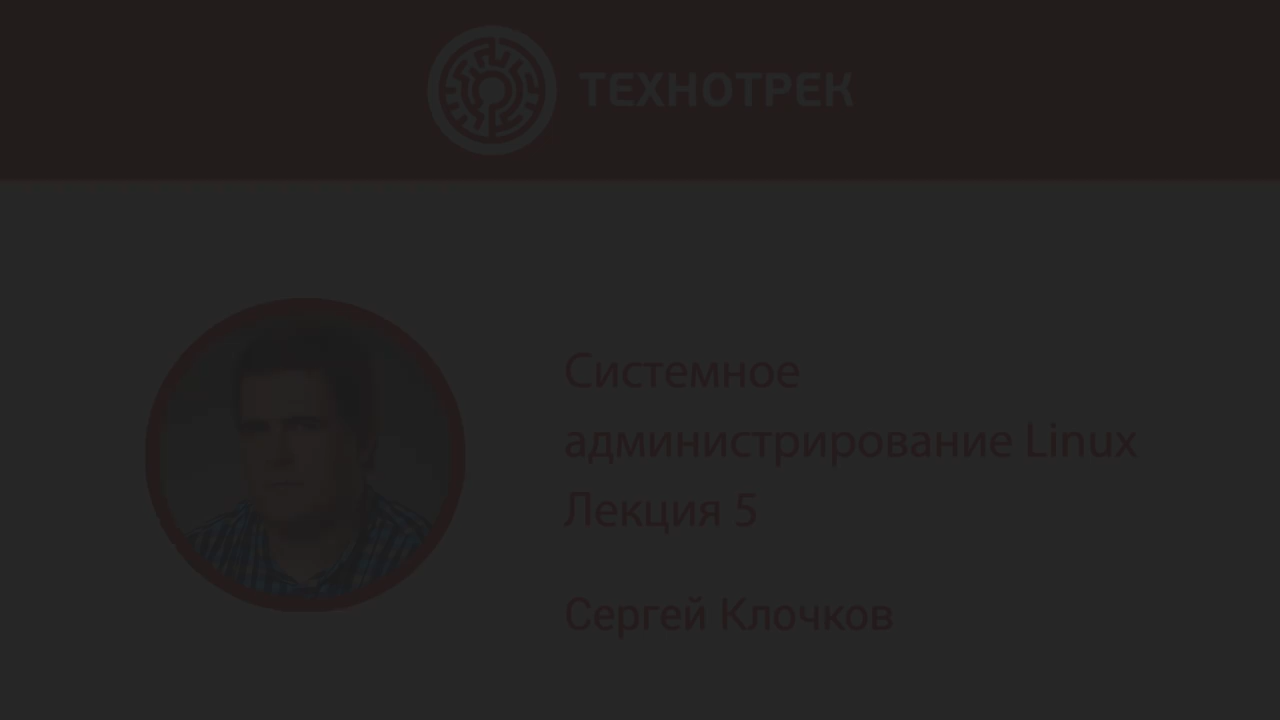 ТЕХНОТРЕК
Системное
администрирование Linux
Лекция 5
Сергей Клочков